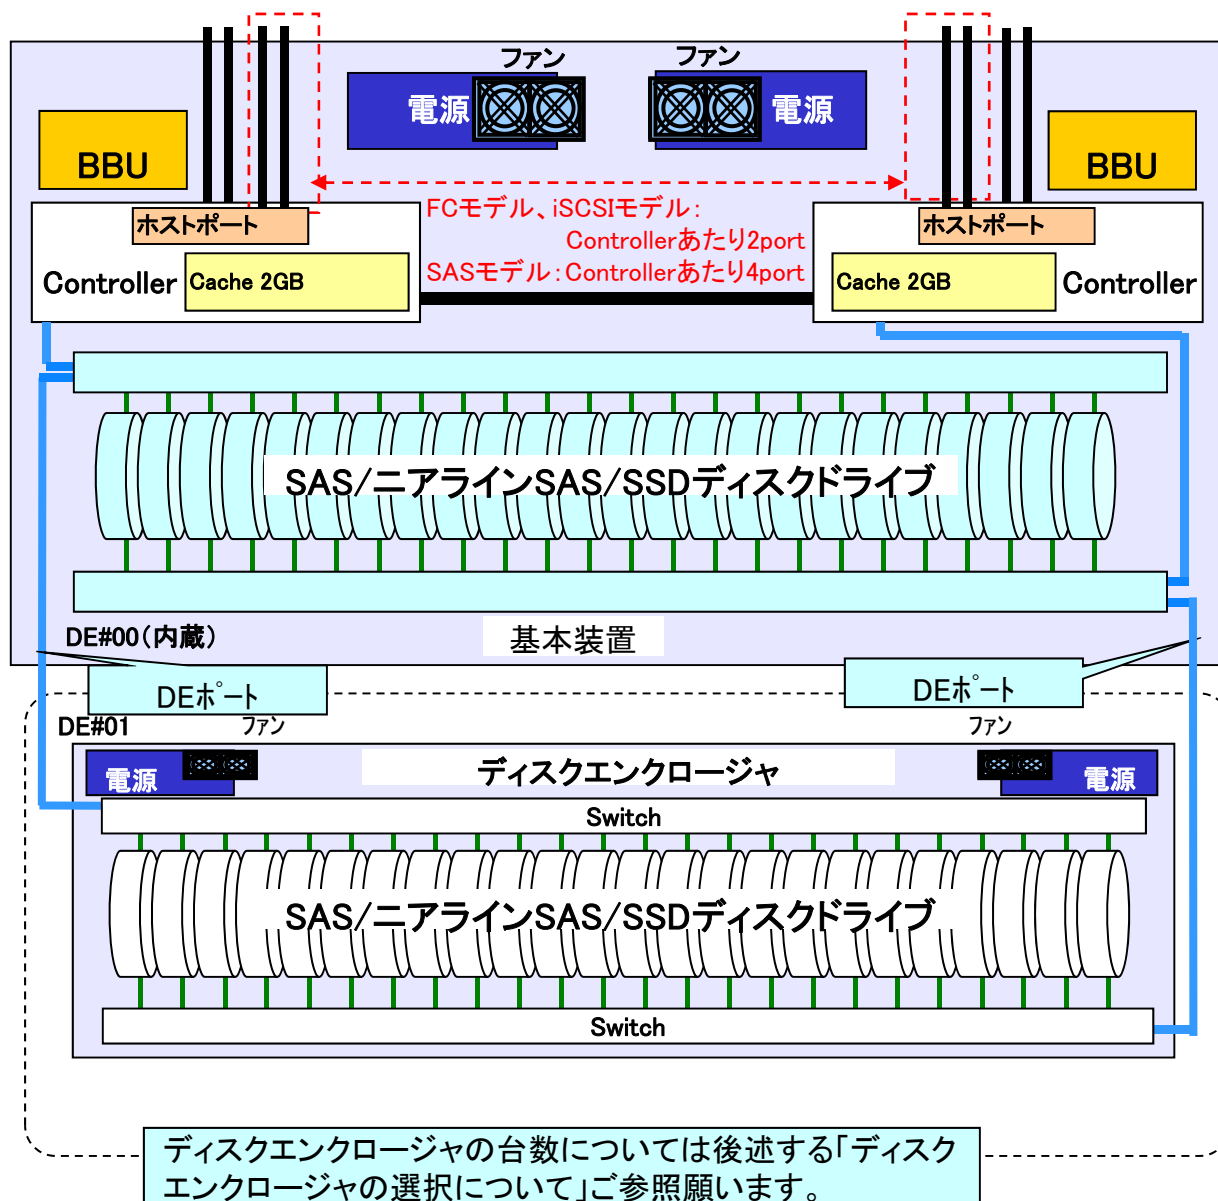 ファン
ファン
電源
電源
BBU
BBU
FCモデル、iSCSIモデル：
Controllerあたり2port
SASモデル：Controllerあたり4port
ホストポート
ホストポート
Controller
Cache 2GB
Cache 2GB
Controller
SAS/ニアラインSAS/SSDディスクドライブ
DE#00(内蔵)
基本装置
DEﾎﾟｰﾄ
DEﾎﾟｰﾄ
DE#01
ファン
ファン
電源
ディスクエンクロージャ
電源
Switch
SAS/ニアラインSAS/SSDディスクドライブ
Switch
ディスクエンクロージャの台数については後述する「ディスク
エンクロージャの選択について」ご参照願います。